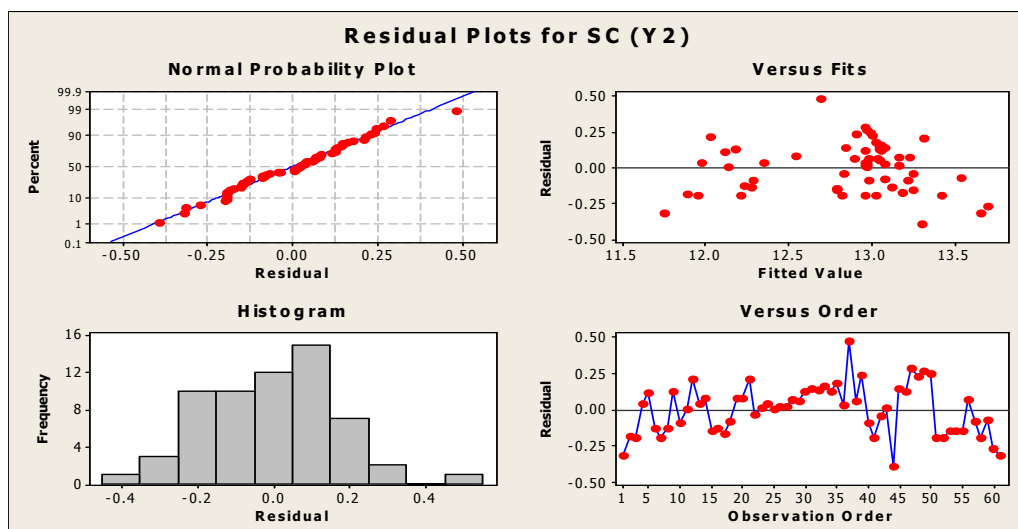 Residual Plots for SC (Y2)
Normal Probability Plot
99.9
99
90
50
10
1
0.1
Percent
-0.50 -0.25 0.00 0.25 0.50
Residual
Versus Fits
0.50
0.25
0.00
-0.25
-0.50
Residual
11.5 12.0 12.5 13.0 13.5
Fitted Value
Histogram
16
12
8
4
0
Frequency
-0.4 -0.2 0.0 0.2 0.4
Residual
Versus Order
0.50
0.25
0.00
-0.25
-0.50
Residual
1 5 10 15 20 25 30 35 40 45 50 55 60
Observation Order